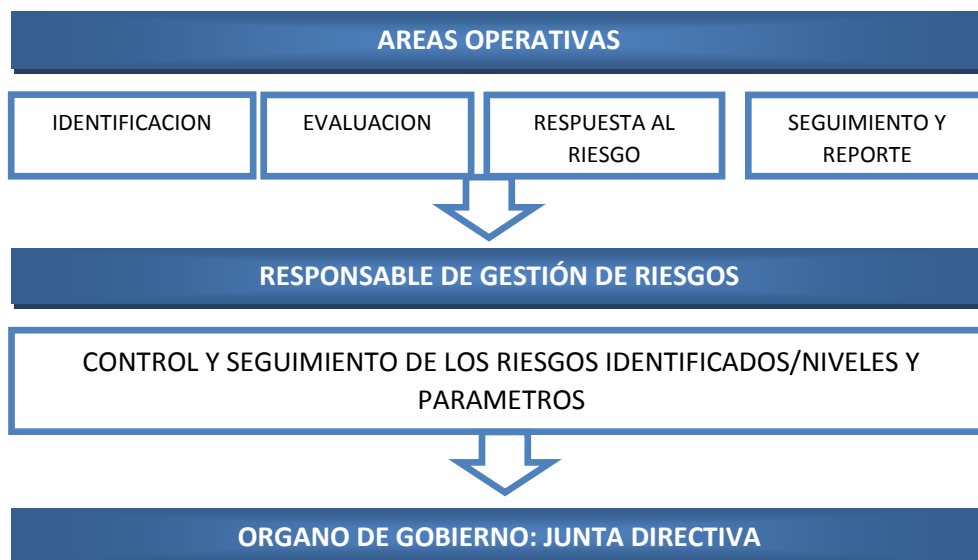 AREAS OPERATIVAS
IDENTIFICACION
EVALUACION
RESPUESTA AL
RIESGO
SEGUIMIENTO Y
REPORTE
RESPONSABLE DE GESTIÓN DE RIESGOS
CONTROL Y SEGUIMIENTO DE LOS RIESGOS IDENTIFICADOS/NIVELES Y
PARAMETROS
ORGANO DE GOBIERNO: JUNTA DIRECTIVA